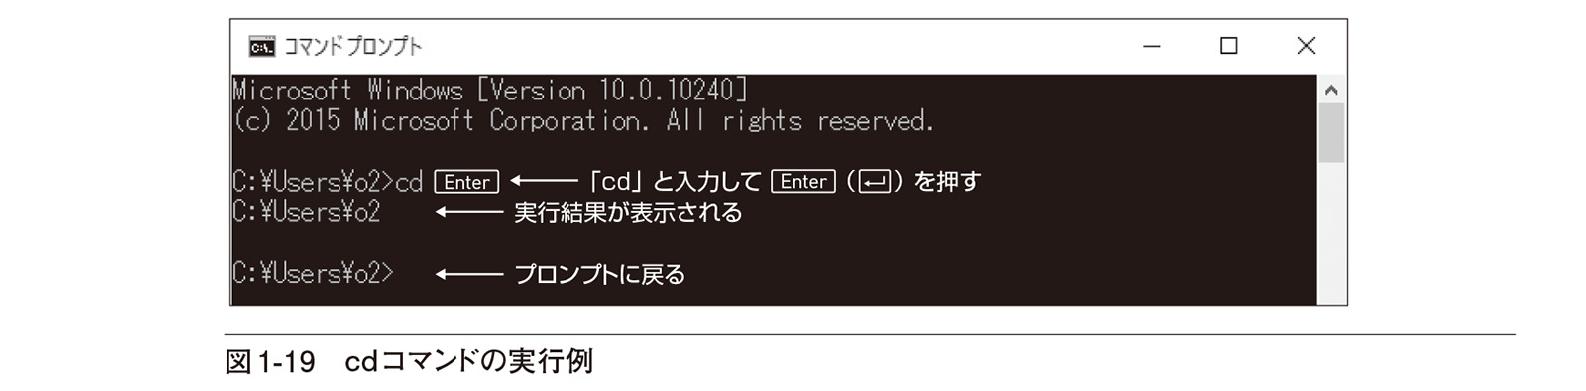 コマンドプロンプト
Microsoft Windows [Version 10.0.10240]
(c) 2015 Microsoft Corporation. All rights reserved.
C:¥Users¥o2>cd Enter ← 「cd」と入力して Enter (↵) を押す
C:¥Users¥o2 ← 実行結果が表示される
C:¥Users¥o2> ← プロンプトに戻る
図1-19 cdコマンドの実行例